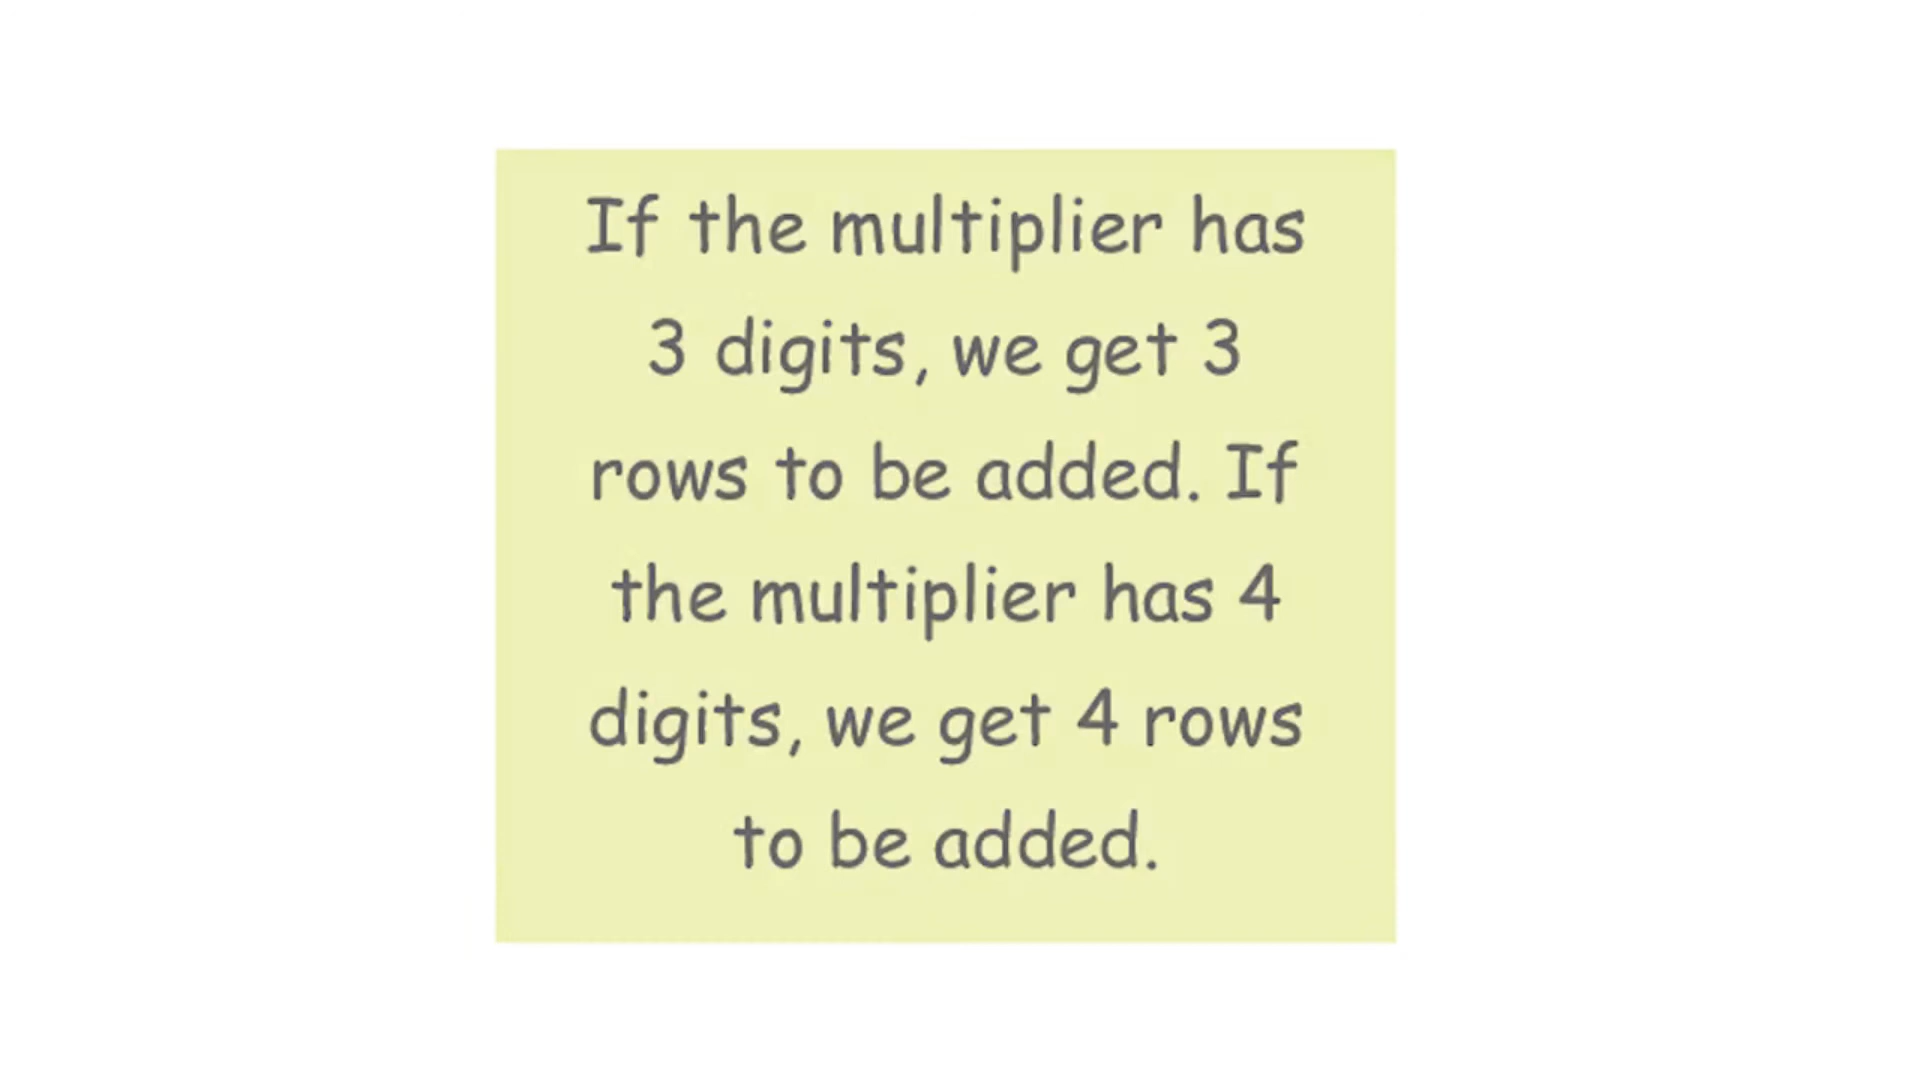 If the multiplier has
3 digits, we get 3
rows to be added. If
the multiplier has 4
digits, we get 4 rows
to be added.